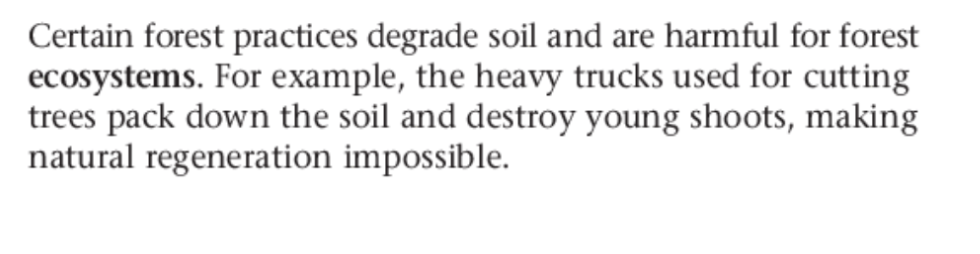 Certain forest practices degrade soil and are harmful for forest
ecosystems. For example, the heavy trucks used for cutting
trees pack down the soil and destroy young shoots, making
natural regeneration impossible.